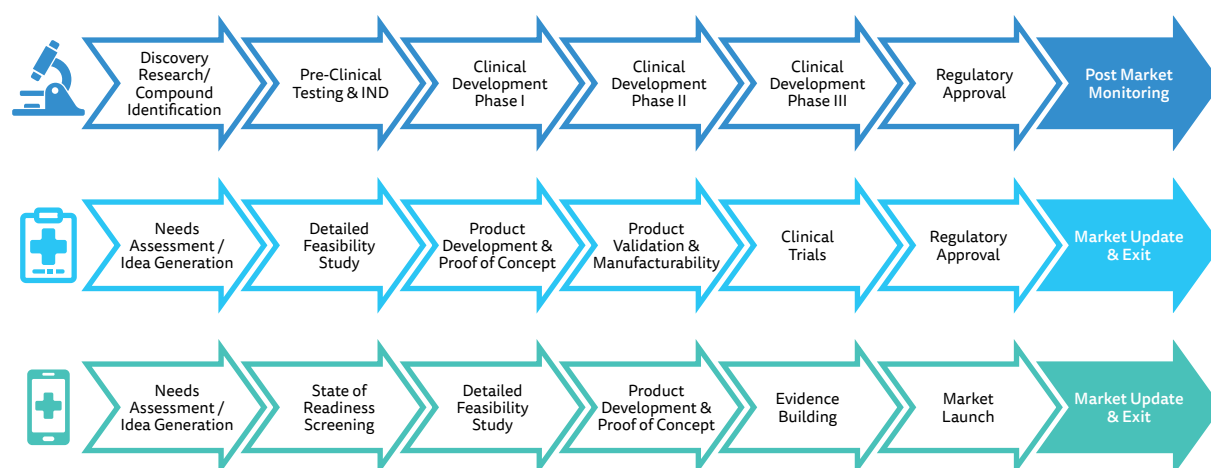 Discovery
Research/
Compound
Identification
Pre-Clinical
Testing & IND
Clinical
Development
Phase I
Clinical
Development
Phase II
Clinical
Development
Phase III
Regulatory
Approval
Post Market
Monitoring
Needs
Assessment /
Idea Generation
Detailed
Feasibility
Study
Product
Development &
Proof of Concept
Product
Validation &
Manufacturability
Clinical
Trials
Regulatory
Approval
Market Update
& Exit
Needs
Assessment /
Idea Generation
State of
Readiness
Screening
Detailed
Feasibility
Study
Product
Development &
Proof of Concept
Evidence
Building
Market
Launch
Market Update
& Exit